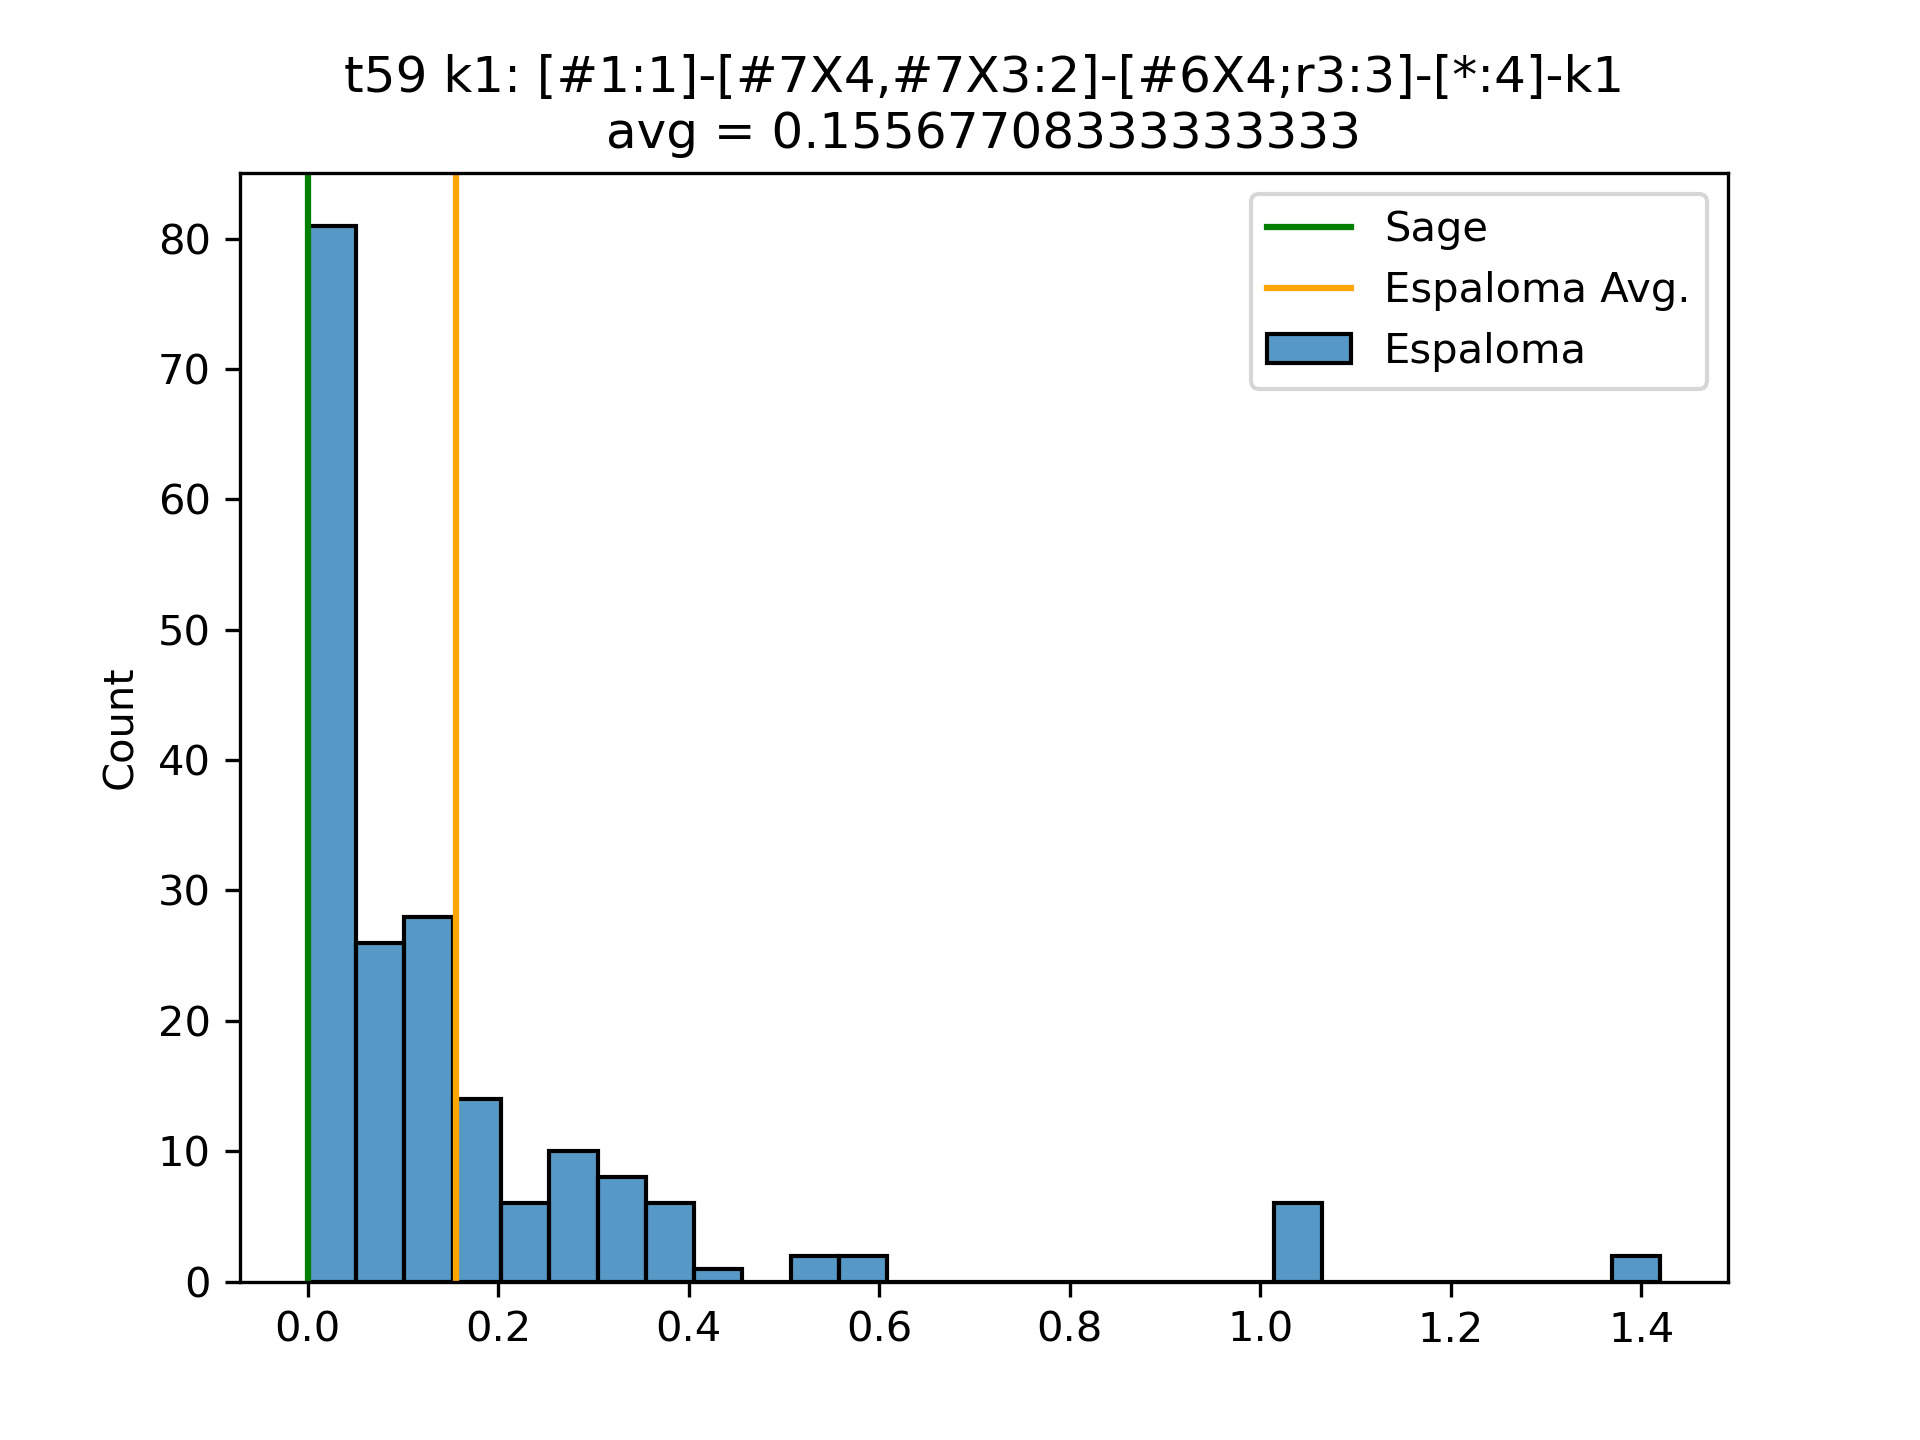 t59 k1: [#1:1]-[#7X4,#7X3:2]-[#6X4;r3:3]-[*:4]-k1
avg = 0.15567708333333333
Sage
Espaloma Avg.
Espaloma
Count
80
70
60
50
40
30
20
10
0
0.0 0.2 0.4 0.6 0.8 1.0 1.2 1.4